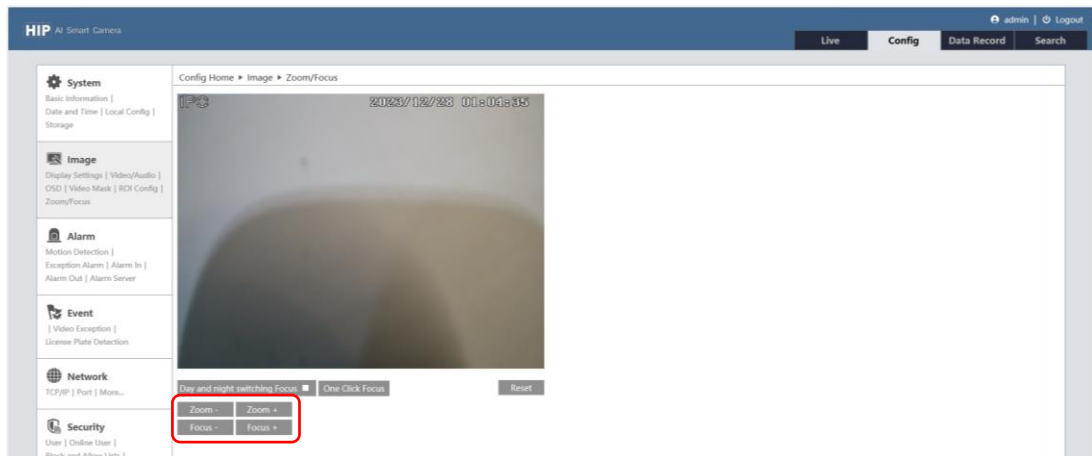 HIP AI Smart Camera
admin | Logout
Live Config Data Record Search
System
Basic Information |
Date and Time | Local Config |
Storage
Image
Display Settings | Video/Audio |
OSD | Video Mask | ROI Config |
Zoom/Focus
Alarm
Motion Detection |
Exception Alarm | Alarm In |
Alarm Out | Alarm Server
Event
| Video Exception |
License Plate Detection
Network
TCP/IP | Port | More...
Security
User | Online User |
Block and Allow Lists |
Config Home ▸ Image ▸ Zoom/Focus
IPC 2023/12/28 01:04:35
Day and night switching Focus One Click Focus Reset
Zoom - Zoom +
Focus - Focus +